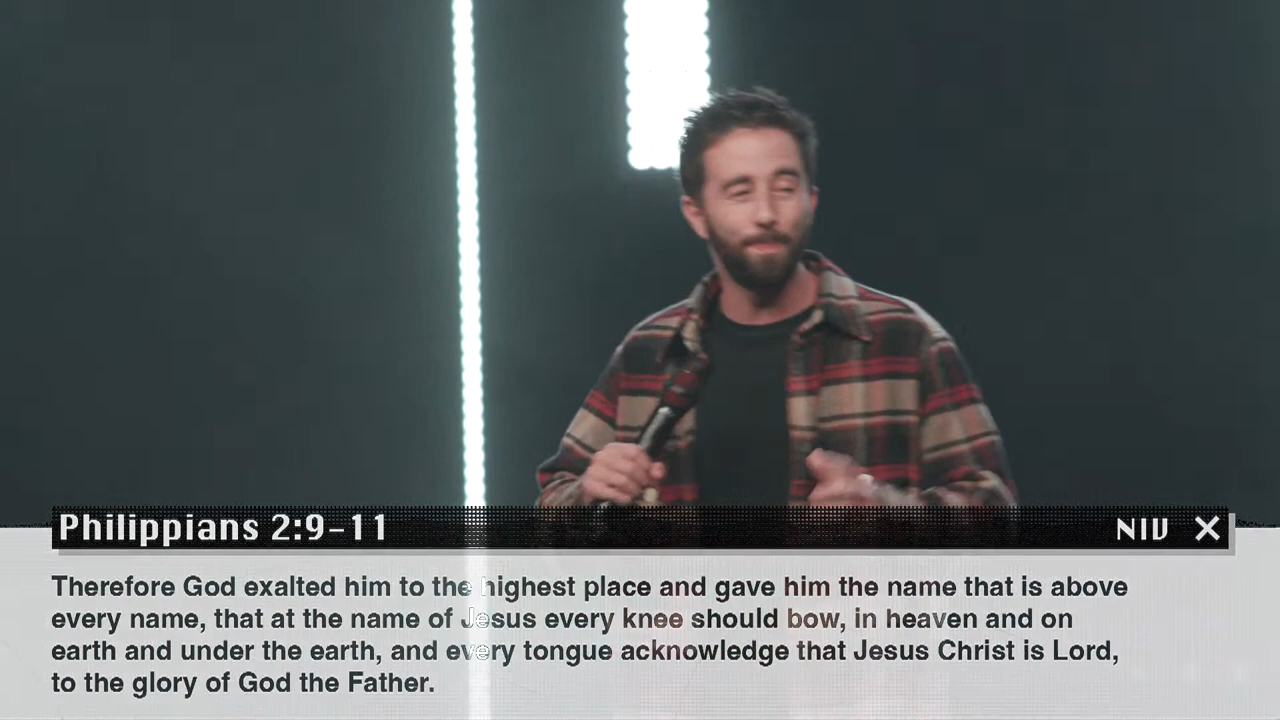 Philippians 2:9-11 NIV X
Therefore God exalted him to the highest place and gave him the name that is above
every name, that at the name of Jesus every knee should bow, in heaven and on
earth and under the earth, and every tongue acknowledge that Jesus Christ is Lord,
to the glory of God the Father.